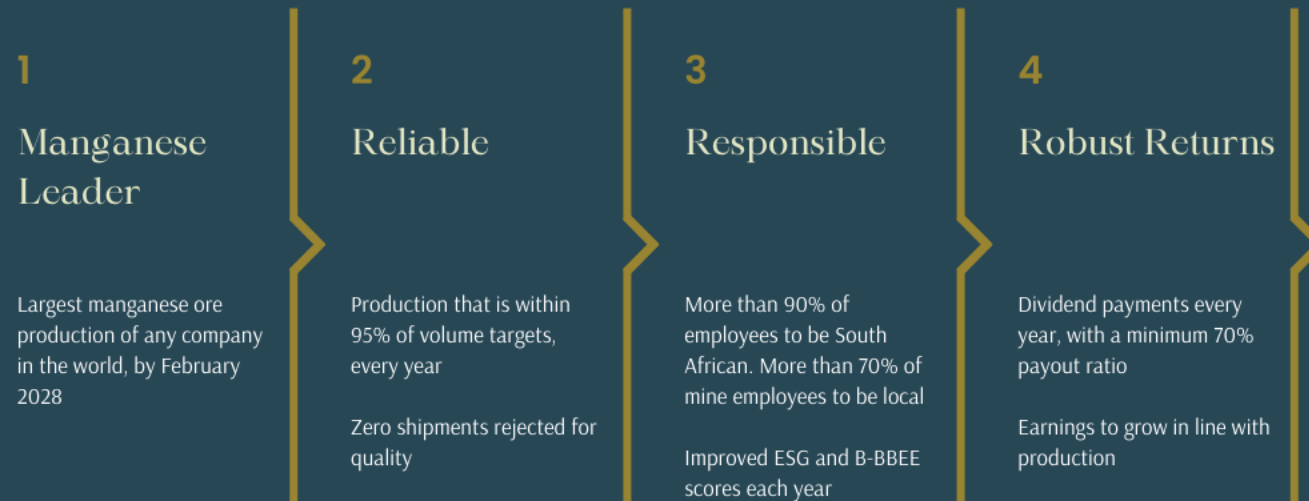 1
Manganese
Leader
Largest manganese ore
production of any company
in the world, by February
2028
2
Reliable
Production that is within
95% of volume targets,
every year
Zero shipments rejected for
quality
3
Responsible
More than 90% of
employees to be South
African. More than 70% of
mine employees to be local
Improved ESG and B-BBEE
scores each year
4
Robust Returns
Dividend payments every
year, with a minimum 70%
payout ratio
Earnings to grow in line with
production